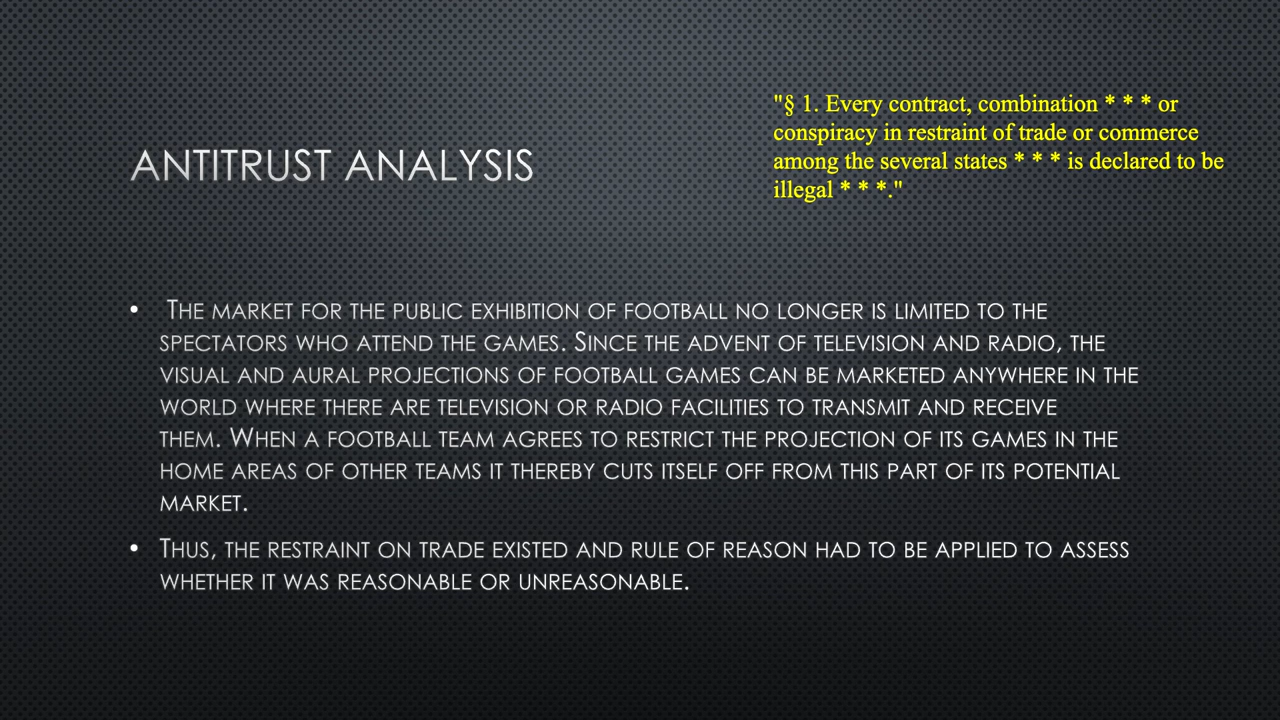 ANTITRUST ANALYSIS
"§ 1. Every contract, combination * * * or
conspiracy in restraint of trade or commerce
among the several states * * * is declared to be
illegal * * *."
• THE MARKET FOR THE PUBLIC EXHIBITION OF FOOTBALL NO LONGER IS LIMITED TO THE
SPECTATORS WHO ATTEND THE GAMES. SINCE THE ADVENT OF TELEVISION AND RADIO, THE
VISUAL AND AURAL PROJECTIONS OF FOOTBALL GAMES CAN BE MARKETED ANYWHERE IN THE
WORLD WHERE THERE ARE TELEVISION OR RADIO FACILITIES TO TRANSMIT AND RECEIVE
THEM. WHEN A FOOTBALL TEAM AGREES TO RESTRICT THE PROJECTION OF ITS GAMES IN THE
HOME AREAS OF OTHER TEAMS IT THEREBY CUTS ITSELF OFF FROM THIS PART OF ITS POTENTIAL
MARKET.
• THUS, THE RESTRAINT ON TRADE EXISTED AND RULE OF REASON HAD TO BE APPLIED TO ASSESS
WHETHER IT WAS REASONABLE OR UNREASONABLE.